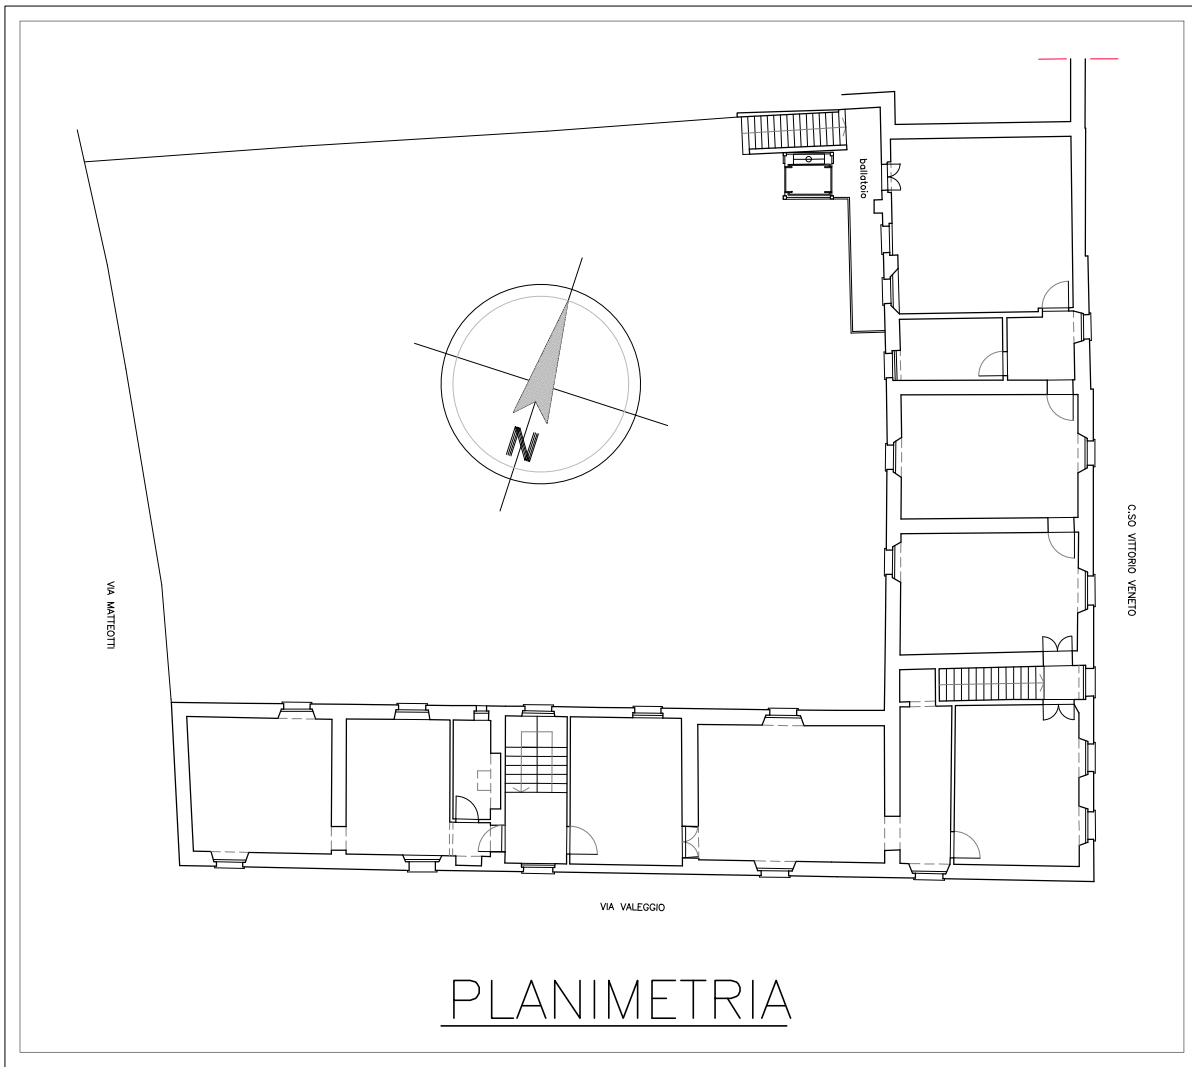 ballatoio
N
C.SO VITTORIO VENETO
VIA MATTEOTTI
VIA VALEGGIO
PLANIMETRIA